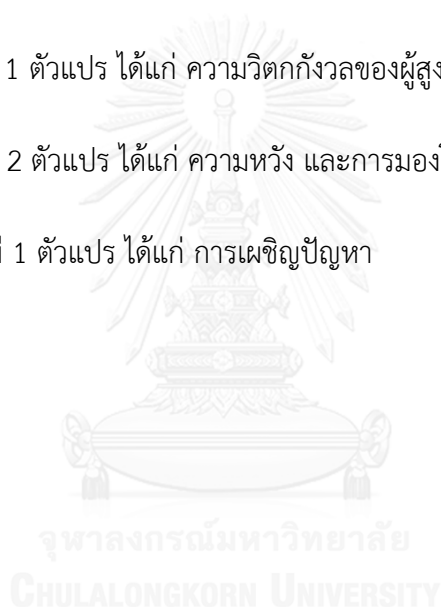 1 ตัวแปร ได้แก่ ความวิตกกังวลของผู้สูง
2 ตัวแปร ได้แก่ ความหวัง และการมอง
1 ตัวแปร ได้แก่ การเผชิญปัญหา
จุฬาลงกรณ์มหาวิทยาลัย
CHULALONGKORN UNIVERSITY